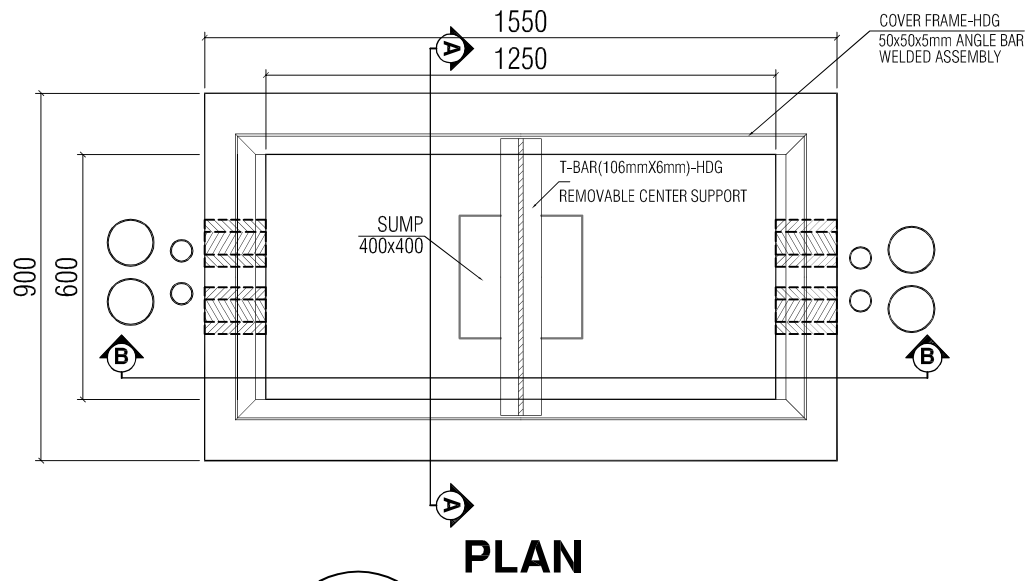 1550
A
COVER FRAME-HDG
50x50x5mm ANGLE BAR
WELDED ASSEMBLY
1250
T-BAR(106mmX6mm)-HDG
REMOVABLE CENTER SUPPORT
SUMP
400x400
900
600
B
B
A
PLAN